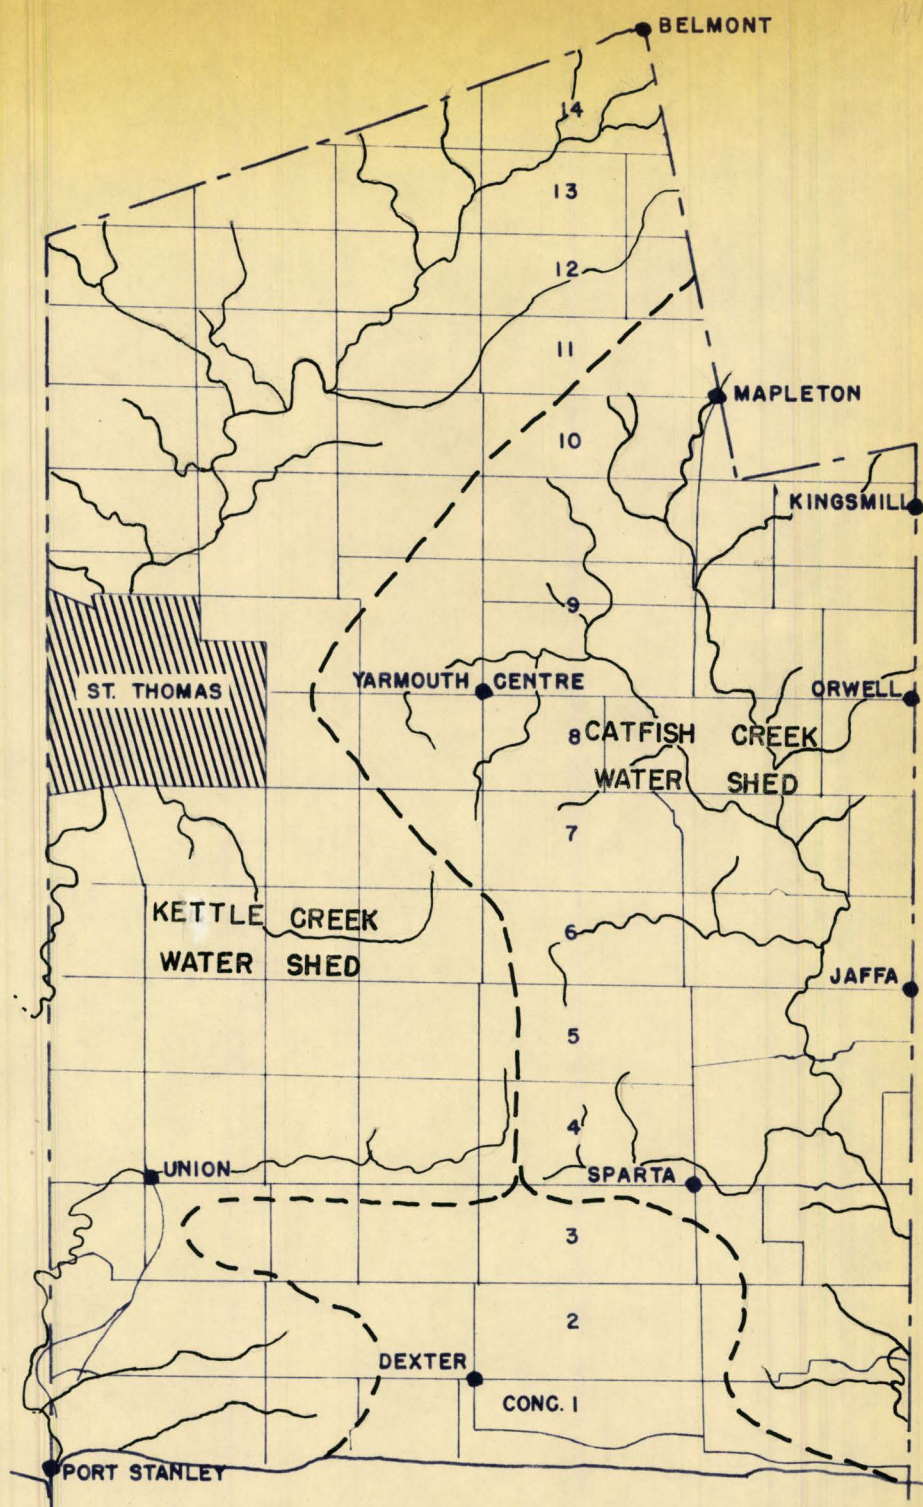 BELMONT
14
13
12
11
MAPLETON
10
KINGSMILL
9
YARMOUTH CENTRE
ST. THOMAS
ORWELL
8
CATFISH CREEK
WATER SHED
7
KETTLE CREEK
WATER SHED
6
JAFFA
5
4
UNION
SPARTA
3
2
DEXTER
CONC. 1
PORT STANLEY